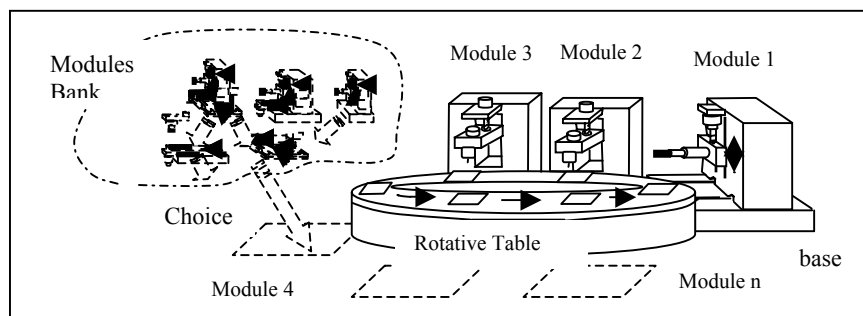 Module 3
Module 2
Module 1
Modules
Bank
Choice
Rotative Table
base
Module 4
Module n